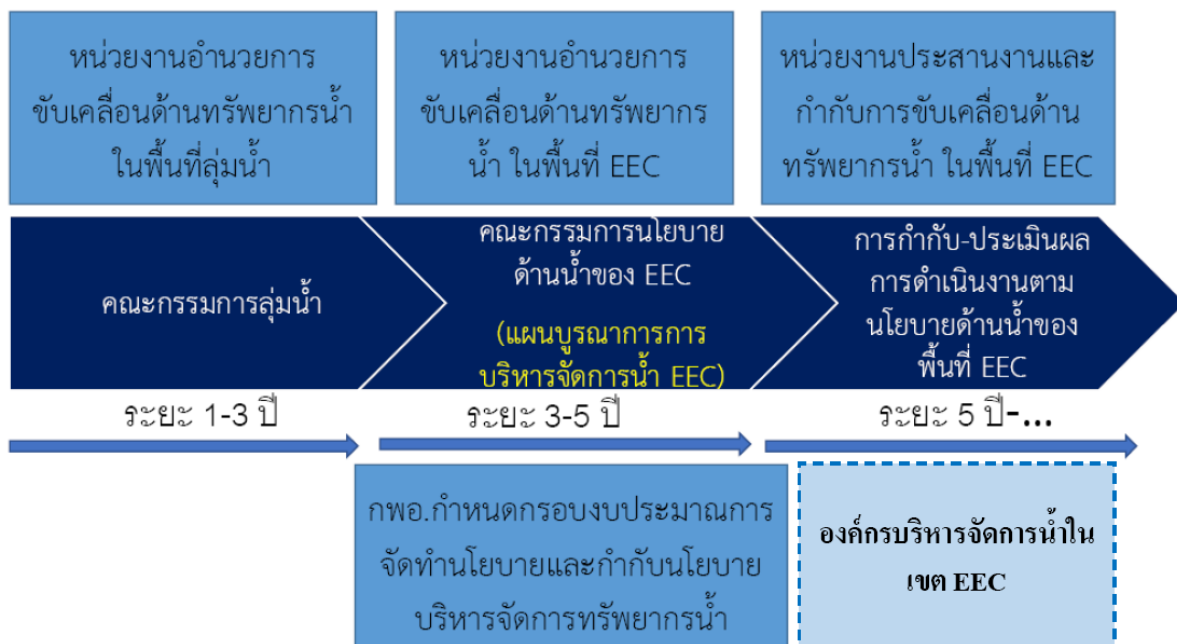 หน่วยงานอำนวยการ
ขับเคลื่อนด้านทรัพยากรน้ำ
ในพื้นที่ลุ่มน้ำ
หน่วยงานอำนวยการ
ขับเคลื่อนด้านทรัพยากร
น้ำ ในพื้นที่ EEC
หน่วยงานประสานงานและ
กำกับการขับเคลื่อนด้าน
ทรัพยากรน้ำ ในพื้นที่ EEC
คณะกรรมการลุ่มน้ำ
คณะกรรมการนโยบาย
ด้านน้ำของ EEC
(แผนบูรณาการการ
บริหารจัดการน้ำ EEC)
การกำกับ-ประเมินผล
การดำเนินงานตาม
นโยบายด้านน้ำของ
พื้นที่ EEC
ระยะ 1-3 ปี
ระยะ 3-5 ปี
ระยะ 5 ปี-...
กพอ.กำหนดกรอบงบประมาณการ
จัดทำนโยบายและกำกับนโยบาย
บริหารจัดการทรัพยากรน้ำ
องค์กรบริหารจัดการน้ำใน
เขต EEC